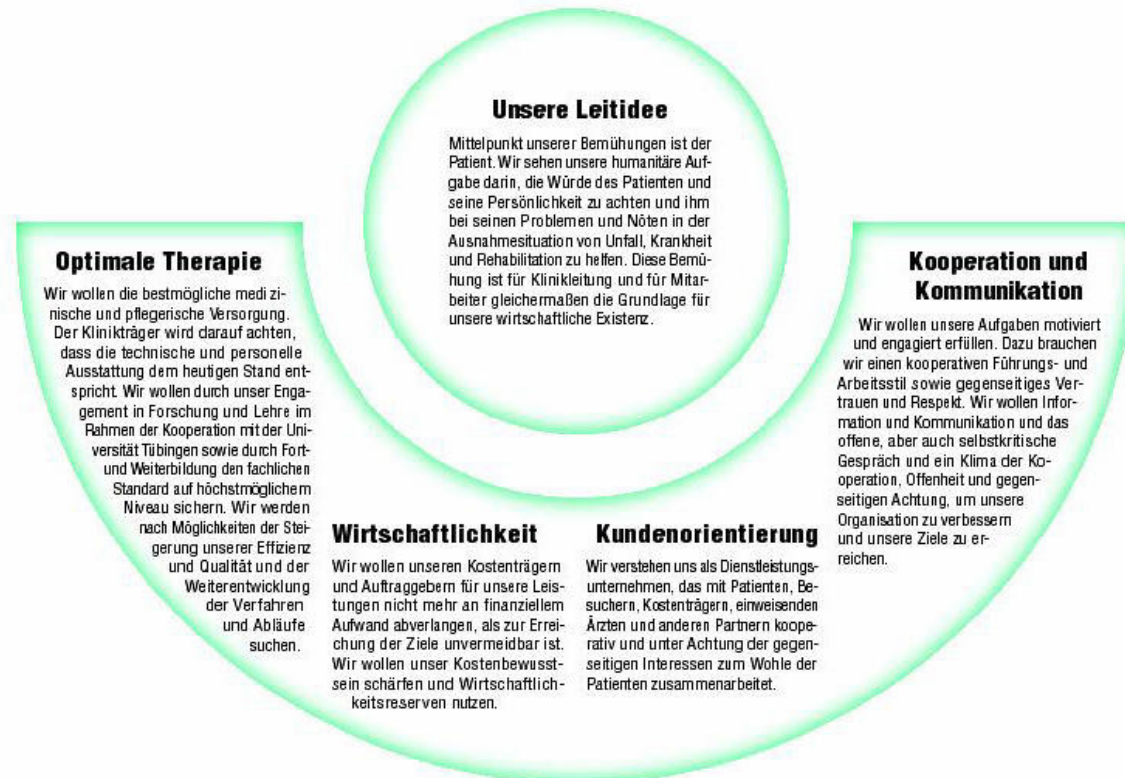 Unsere Leitidee
Mittelpunkt unserer Bemühungen ist der
Patient. Wir sehen unsere humanitäre Auf-
gabe darin, die Würde des Patienten und
seine Persönlichkeit zu achten und ihm
bei seinen Problemen und Nöten in der
Ausnahmesituation von Unfall, Krankheit
und Rehabilitation zu helfen. Diese Bemü-
hung ist für Klinikleitung und für Mitar-
beiter gleichermaßen die Grundlage für
unsere wirtschaftliche Existenz.
Optimale Therapie
Wir wollen die bestmögliche medizi-
nische und pflegerische Versorgung.
Der Klinikträger wird darauf achten,
dass die technische und personelle
Ausstattung dem heutigen Stand ent-
spricht. Wir wollen durch unser Enga-
gement in Forschung und Lehre im
Rahmen der Kooperation mit der Uni-
versität Tübingen sowie durch Fort-
und Weiterbildung den fachlichen
Standard auf höchstmöglichem
Niveau sichern. Wir werden
nach Möglichkeiten der Stei-
gerung unserer Effizienz
und Qualität und der
Weiterentwicklung
der Verfahren
und Abläufe
suchen.
Wirtschaftlichkeit
Wir wollen unseren Kostenträgern
und Auftraggebern für unsere Leis-
tungen nicht mehr an finanziellem
Aufwand abverlangen, als zur Errei-
chung der Ziele unvermeidbar ist.
Wir wollen unser Kostenbewusst-
sein schärfen und Wirtschaftlich-
keitsreserven nutzen.
Kundenorientierung
Wir verstehen uns als Dienstleistungs-
unternehmen, das mit Patienten, Be-
suchern, Kostenträgern, einweisenden
Ärzten und anderen Partnern koope-
rativ und unter Achtung der gegen-
seitigen Interessen zum Wohle der
Patienten zusammenarbeitet.
Kooperation und
Kommunikation
Wir wollen unsere Aufgaben motiviert
und engagiert erfüllen. Dazu brauchen
wir einen kooperativen Führungs- und
Arbeitsstil sowie gegenseitiges Ver-
trauen und Respekt. Wir wollen Infor-
mation und Kommunikation und das
offene, aber auch selbstkritische
Gespräch und ein Klima der Ko-
operation, Offenheit und gegen-
seitigen Achtung, um unsere
Organisation zu verbessern
und unsere Ziele zu er-
reichen.